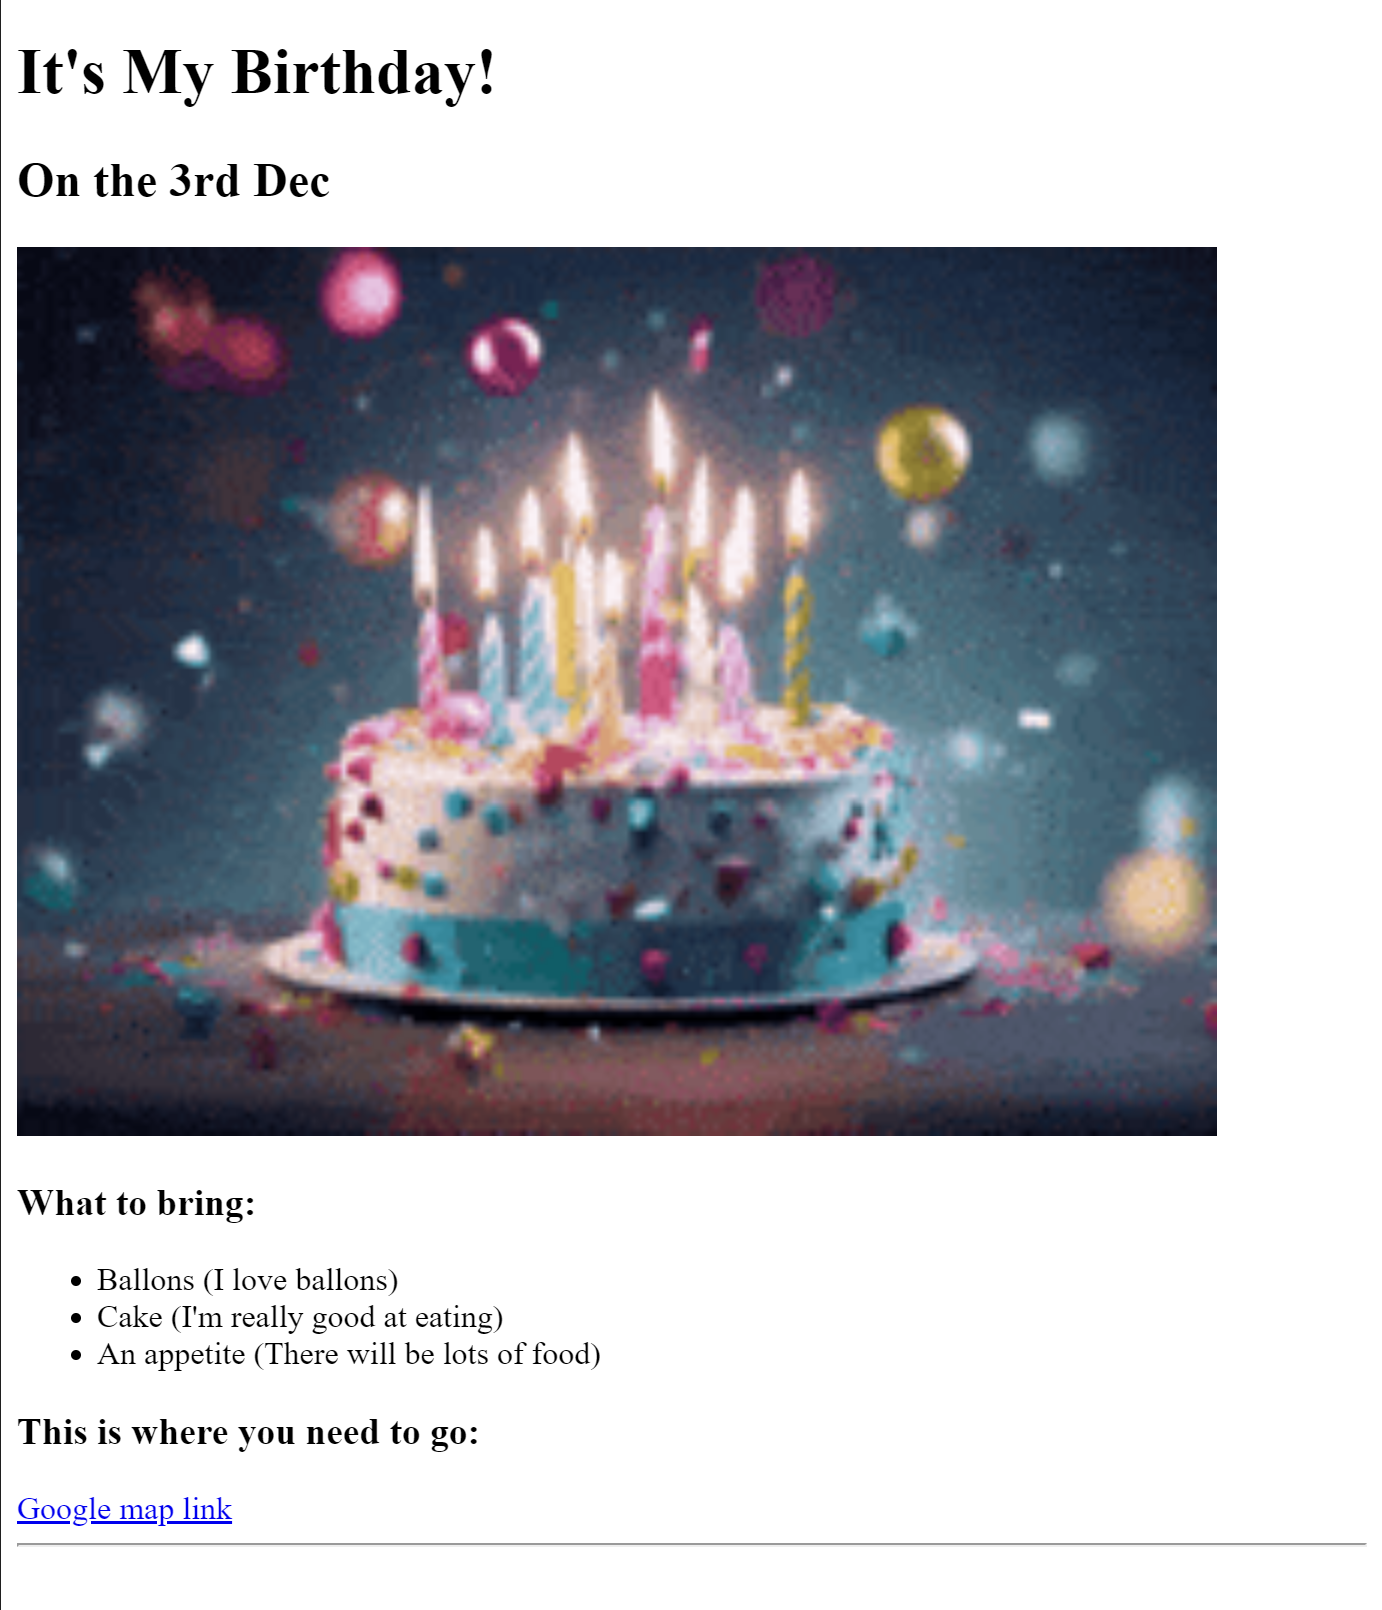 It's My Birthday!
On the 3rd Dec
What to bring:
Ballons (I love ballons)
Cake (I'm really good at eating)
An appetite (There will be lots of food)
This is where you need to go:
Google map link